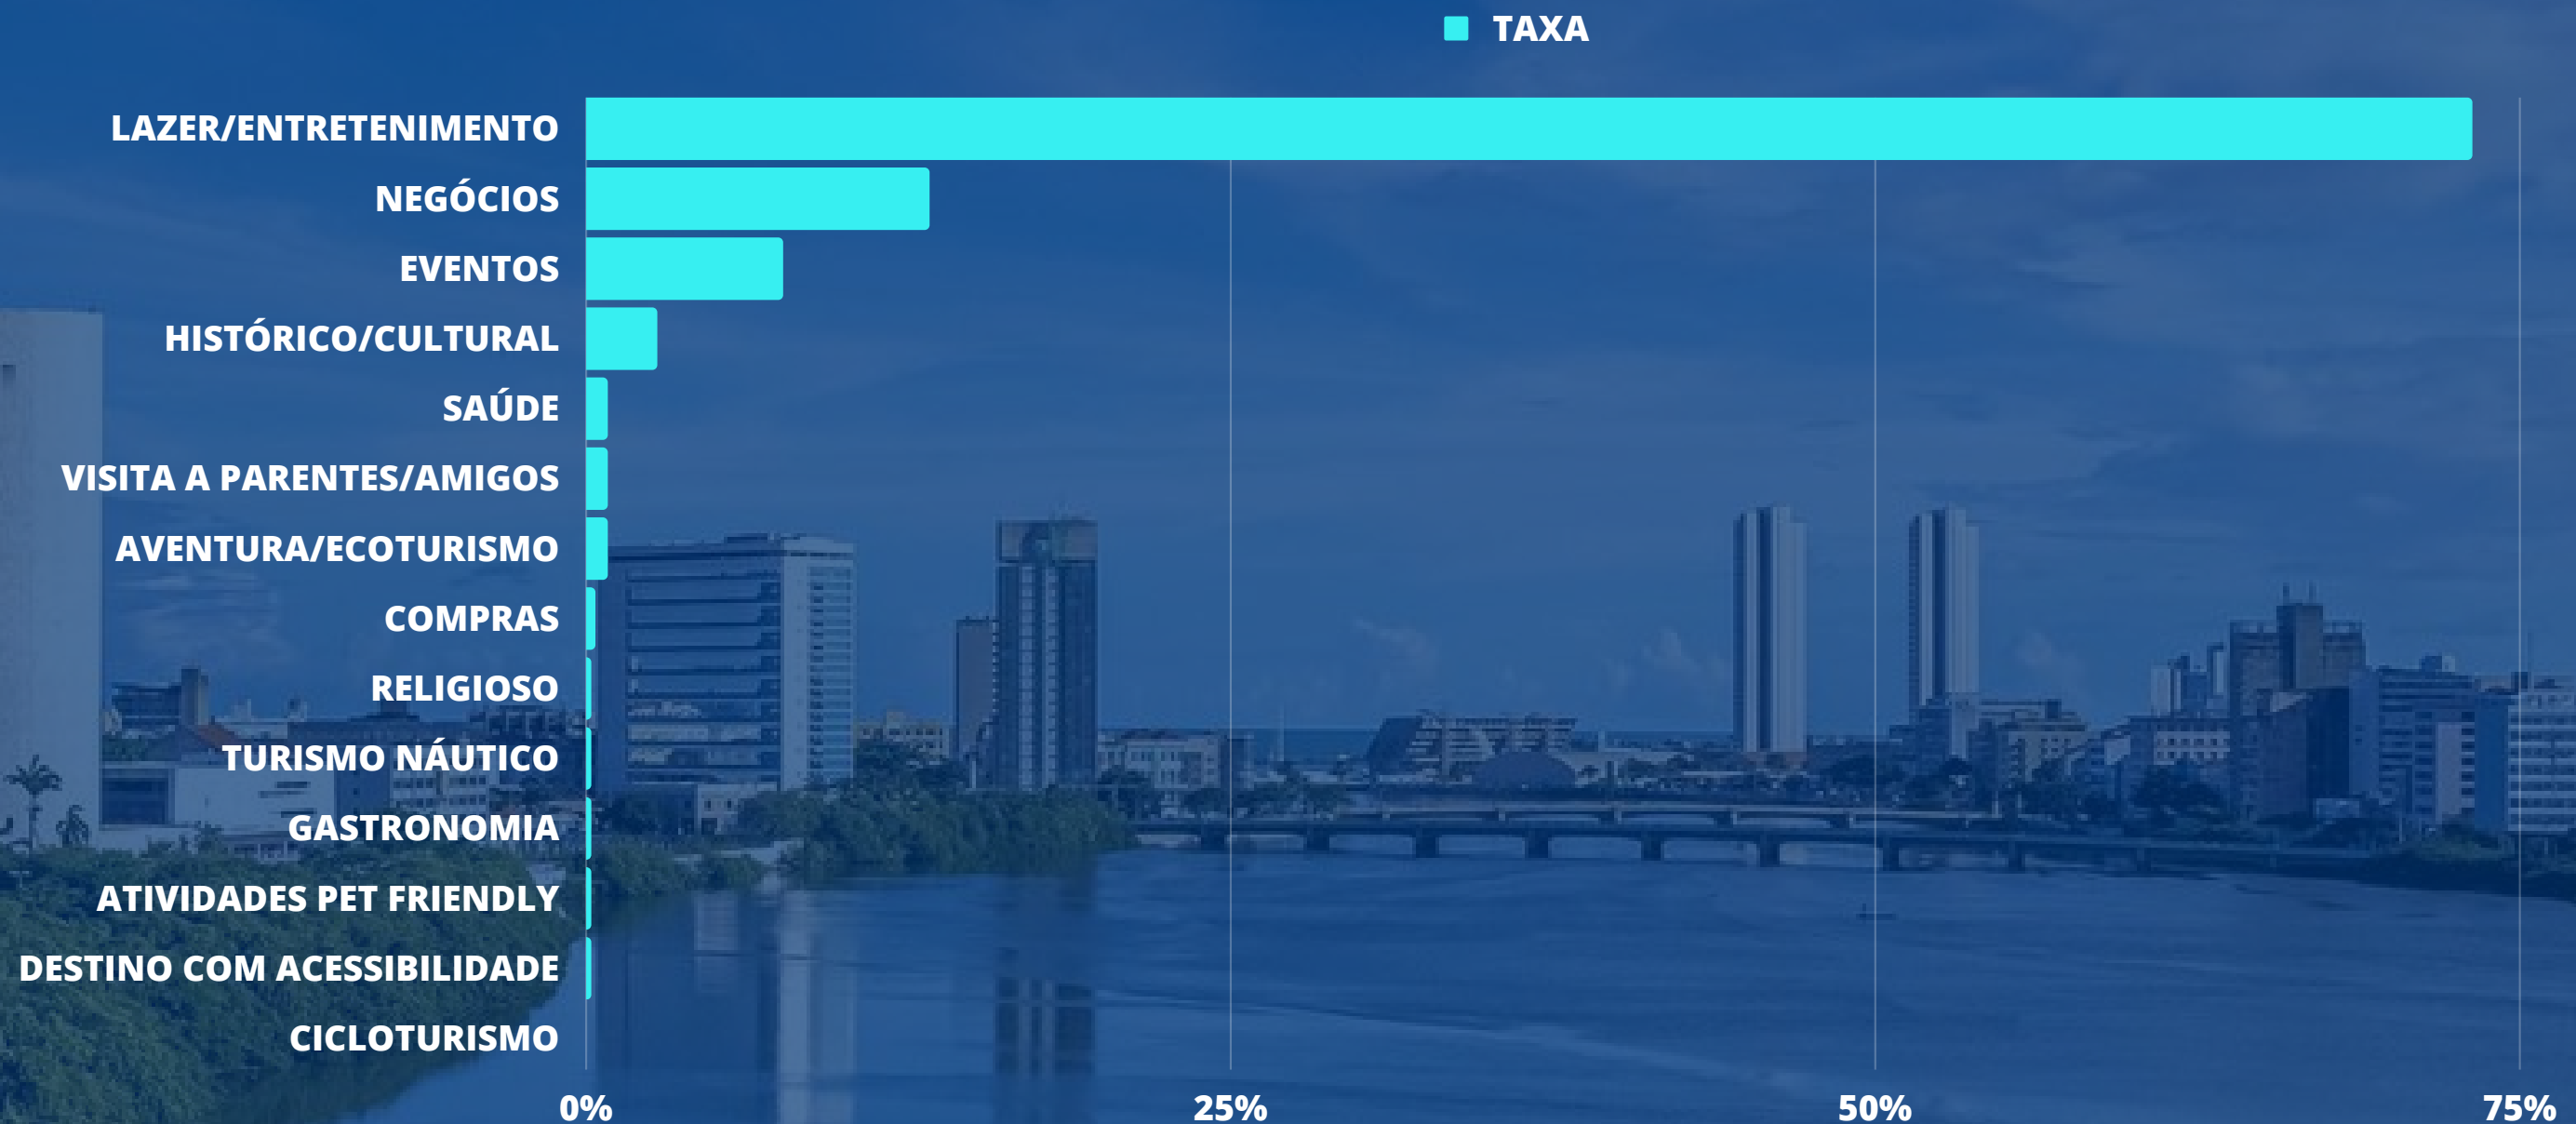 TAXA
LAZER/ENTRETENIMENTO
NEGÓCIOS
EVENTOS
HISTÓRICO/CULTURAL
SAÚDE
VISITA A PARENTES/AMIGOS
AVENTURA/ECOTURISMO
COMPRAS
RELIGIOSO
TURISMO NÁUTICO
GASTRONOMIA
ATIVIDADES PET FRIENDLY
DESTINO COM ACESSIBILIDADE
CICLOTURISMO
0% 25% 50% 75%